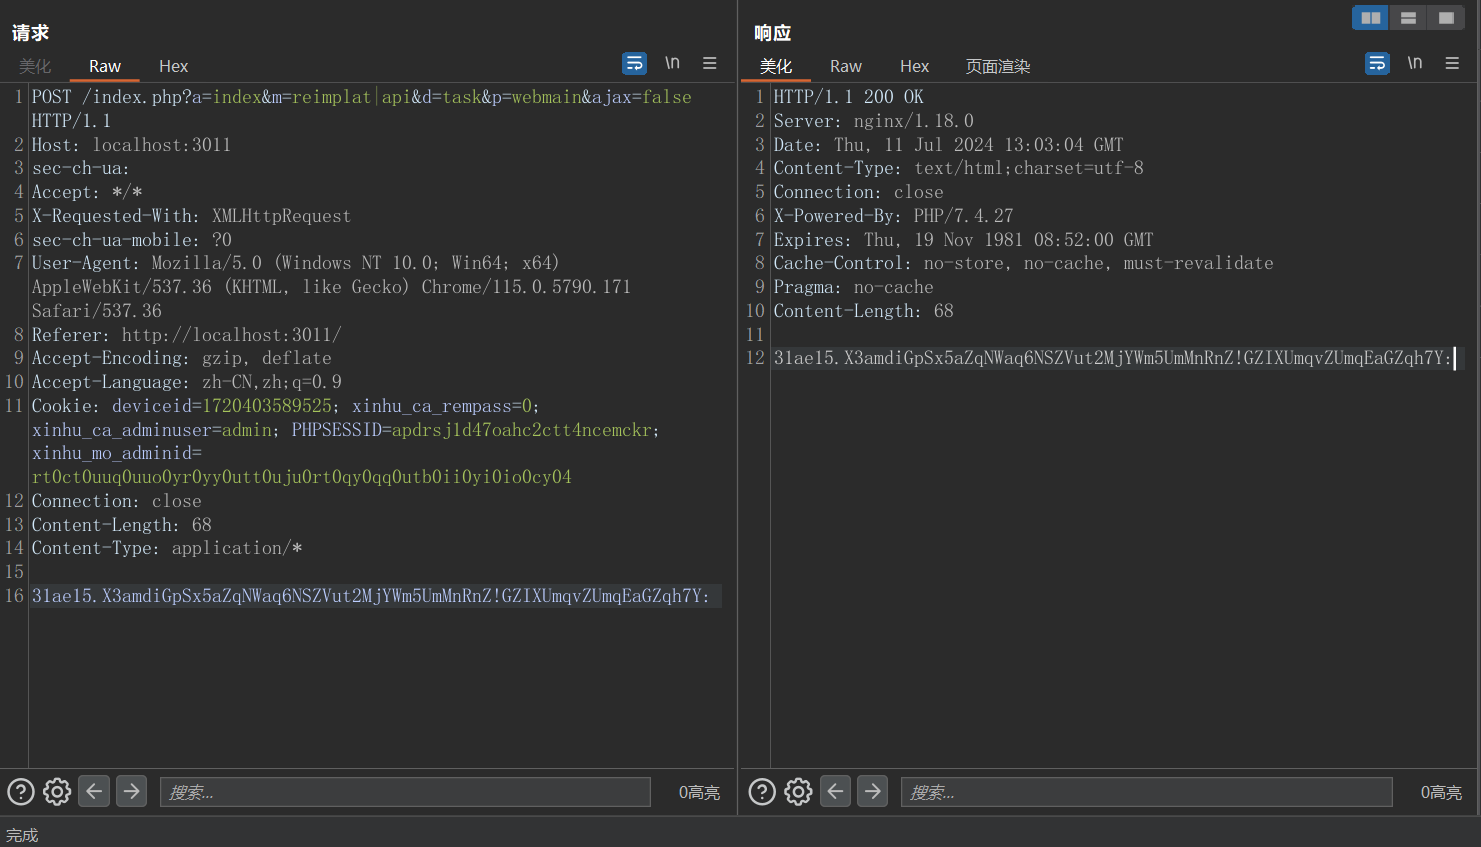 请求
美化 Raw Hex \n
1 POST /index.php?a=index&m=reimplat|api&d=task&p=webmain&ajax=false
HTTP/1.1
2 Host: localhost:3011
3 sec-ch-ua:
4 Accept: */*
5 X-Requested-With: XMLHttpRequest
6 sec-ch-ua-mobile: ?0
7 User-Agent: Mozilla/5.0 (Windows NT 10.0; Win64; x64)
AppleWebKit/537.36 (KHTML, like Gecko) Chrome/115.0.5790.171
Safari/537.36
8 Referer: http://localhost:3011/
9 Accept-Encoding: gzip, deflate
10 Accept-Language: zh-CN,zh;q=0.9
11 Cookie: deviceid=1720403589525; xinhu_ca_rempass=0;
xinhu_ca_adminuser=admin; PHPSESSID=apdrsjld47oahc2ctt4ncemckr;
xinhu_mo_adminid=
rt0ct0uuq0uuo0yr0yy0utt0uju0rt0qy0qq0utb0ii0yi0io0cy04
12 Connection: close
13 Content-Length: 68
14 Content-Type: application/*
15
16 31ae15.X3amdiGpSx5aZqNWaq6NSZVut2MjYWm5UmMnRnZ!GZIXUmqvZUmqEaGZqh7Y:
搜索... 0高亮
完成
响应
美化 Raw Hex 页面渲染 \n
1 HTTP/1.1 200 OK
2 Server: nginx/1.18.0
3 Date: Thu, 11 Jul 2024 13:03:04 GMT
4 Content-Type: text/html;charset=utf-8
5 Connection: close
6 X-Powered-By: PHP/7.4.27
7 Expires: Thu, 19 Nov 1981 08:52:00 GMT
8 Cache-Control: no-store, no-cache, must-revalidate
9 Pragma: no-cache
10 Content-Length: 68
11
12 31ae15.X3amdiGpSx5aZqNWaq6NSZVut2MjYWm5UmMnRnZ!GZIXUmqvZUmqEaGZqh7Y:
搜索... 0高亮